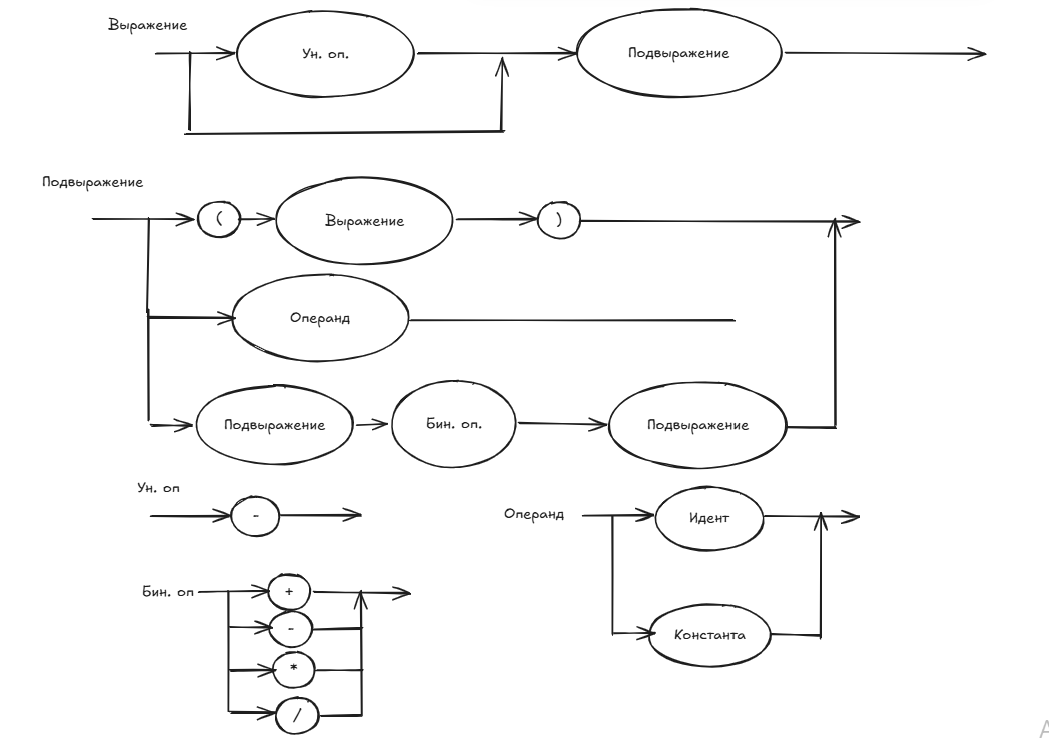 Выражение
Ун. оп.
Подвыражение
Подвыражение
( Выражение )
Операнд
Подвыражение Бин. оп. Подвыражение
Ун. оп
-
Операнд
Идент
Константа
Бин. оп
+
-
*
/
A